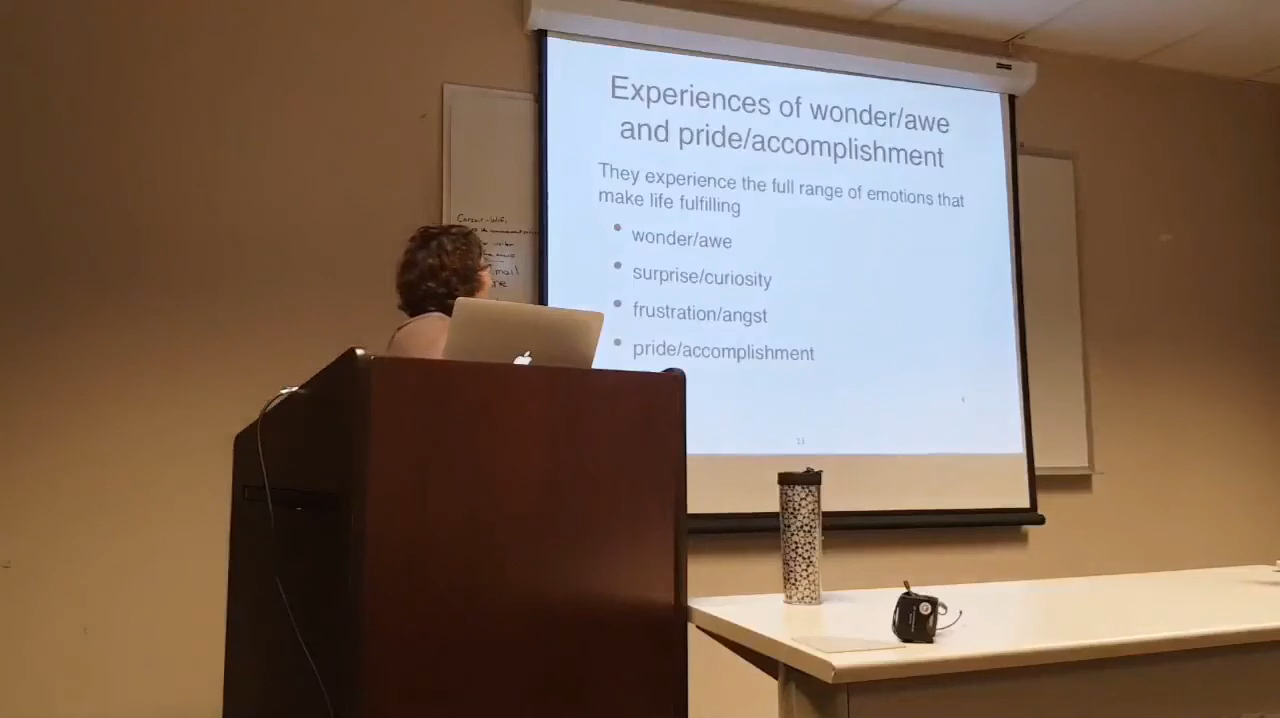 Experiences of wonder/awe
and pride/accomplishment
They experience the full range of emotions that
make life fulfilling
• wonder/awe
• surprise/curiosity
• frustration/angst
• pride/accomplishment